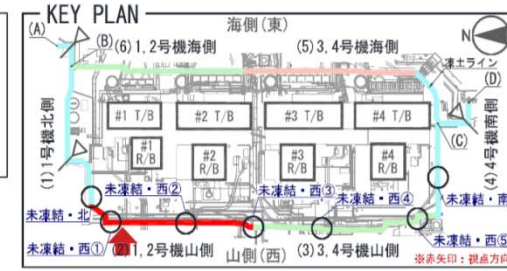 KEY PLAN
海側(東)
N
(A)
(B)
(6)1,2号機海側
(5)3,4号機海側
凍土ライン
(D)
#1 T/B
#2 T/B
#3 T/B
#4 T/B
(C)
(1)1号機北側
#1
R/B
#2
R/B
#3
R/B
#4
R/B
(4)4号機南側
未凍結・西②
未凍結・西③
未凍結・西④
未凍結・南
未凍結・北
未凍結・西①
(2)1,2号機山側
(3)3,4号機山側
未凍結・西⑤
山側(西)
※赤矢印:視点方向